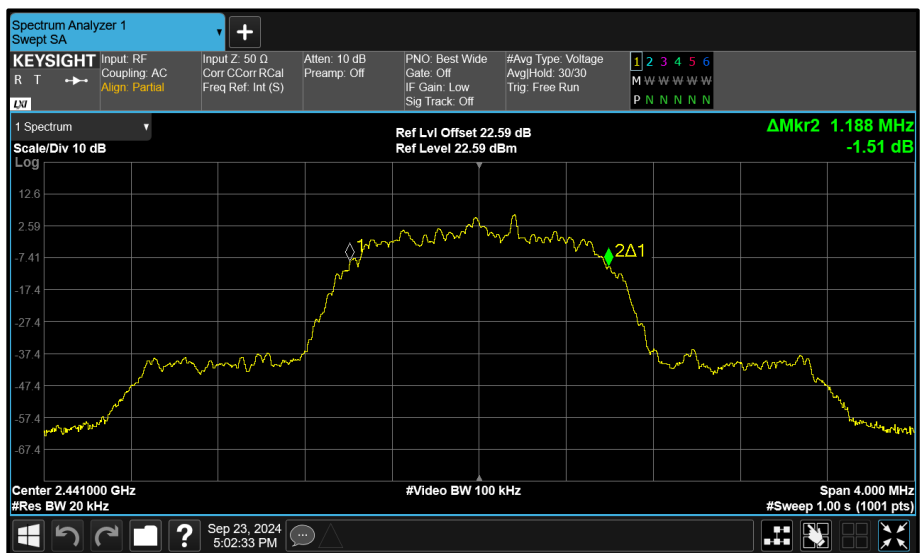 Spectrum Analyzer 1
Swept SA
KEYSIGHT
R T
LXI
Input: RF
Coupling: AC
Align: Partial
Input Z: 50 Ω
Corr CCorr RCal
Freq Ref: Int (S)
Atten: 10 dB
Preamp: Off
PNO: Best Wide
Gate: Off
IF Gain: Low
Sig Track: Off
#Avg Type: Voltage
Avg|Hold: 30/30
Trig: Free Run
1 2 3 4 5 6
M W W W W W
P N N N N N
1 Spectrum
Scale/Div 10 dB
Log
Ref Lvl Offset 22.59 dB
Ref Level 22.59 dBm
ΔMkr2 1.188 MHz
-1.51 dB
12.6
2.59
-7.41
-17.4
-27.4
-37.4
-47.4
-57.4
-67.4
1
2Δ1
Center 2.441000 GHz
#Res BW 20 kHz
#Video BW 100 kHz
Span 4.000 MHz
#Sweep 1.00 s (1001 pts)
?
Sep 23, 2024
5:02:33 PM